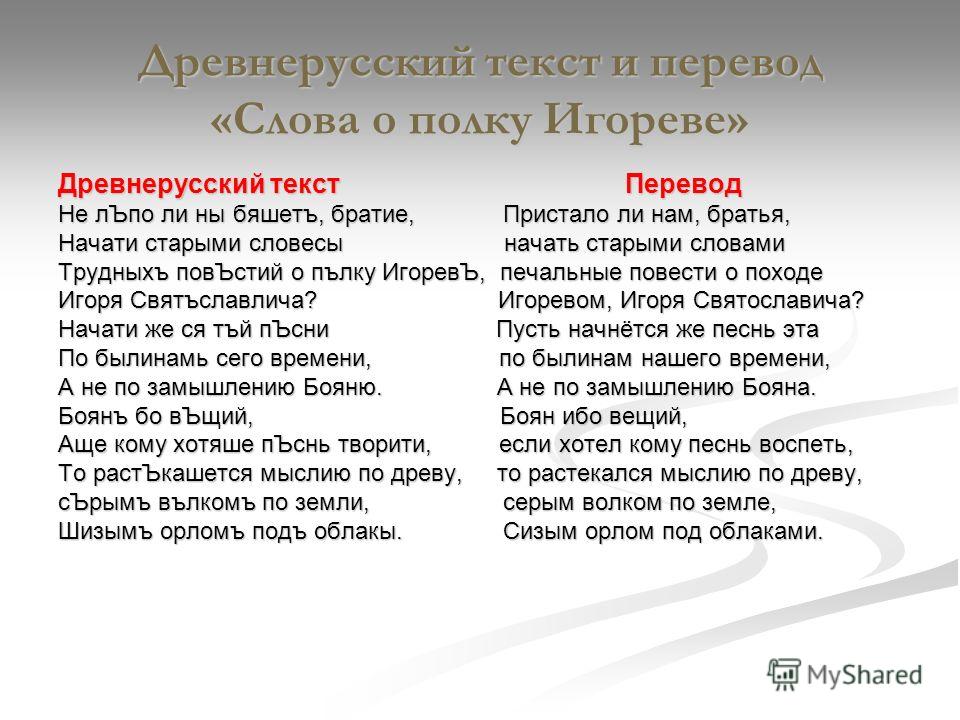 Древнерусский текст и перевод
«Слова о полку Игореве»
Древнерусский текст Перевод
Не лЪпо ли ны бяшетъ, братие, Пристало ли нам, братья,
Начати старыми словесы начать старыми словами
Трудныхъ повЪстий о пълку ИгоревЪ, печальные повести о походе
Игоря Святъславлича? Игоревом, Игоря Святославича?
Начати же ся тъй пЪсни Пусть начнётся же песнь эта
По былинамь сего времени, по былинам нашего времени,
А не по замышлению Бояню. А не по замышлению Бояна.
Боянъ бо вЪщий, Боян ибо вещий,
Аще кому хотяше пЪснь творити, если хотел кому песнь воспеть,
То растЪкашется мыслию по древу, то растекался мыслию по древу,
сЪрымъ вълкомъ по земли, серым волком по земле,
Шизымъ орломъ подъ облакы. Сизым орлом под облаками.
MyShared